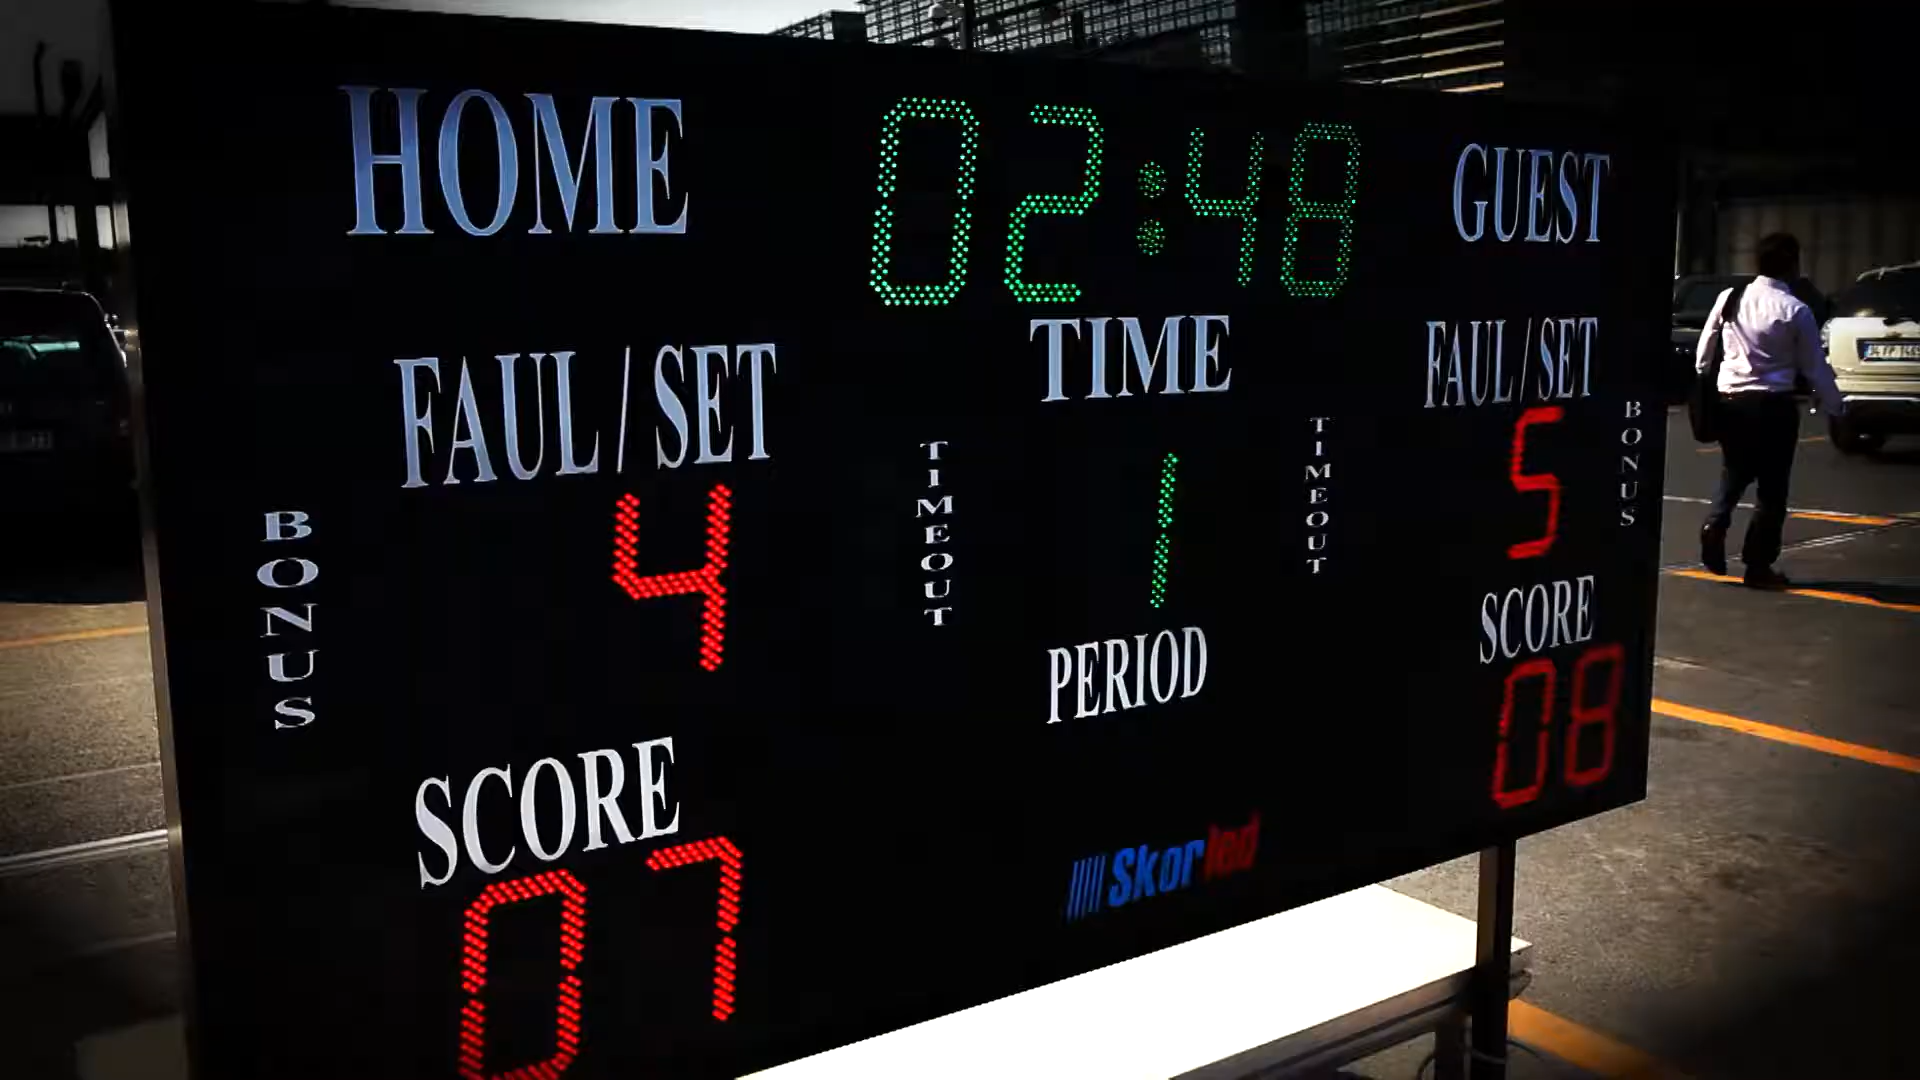 HOME
02:48
GUEST
FAUL / SET
TIME
FAUL / SET
BONUS
4
TIMEOUT
1
TIMEOUT
5
BONUS
PERIOD
SCORE
08
SCORE
07
Skorled